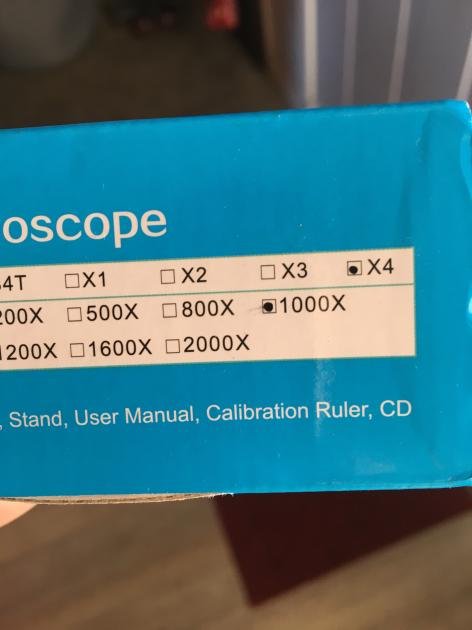 oscope
4T □X1 □X2 □X3 ▣X4
200X □500X □800X ▣1000X
1200X □1600X □2000X
, Stand, User Manual, Calibration Ruler, CD